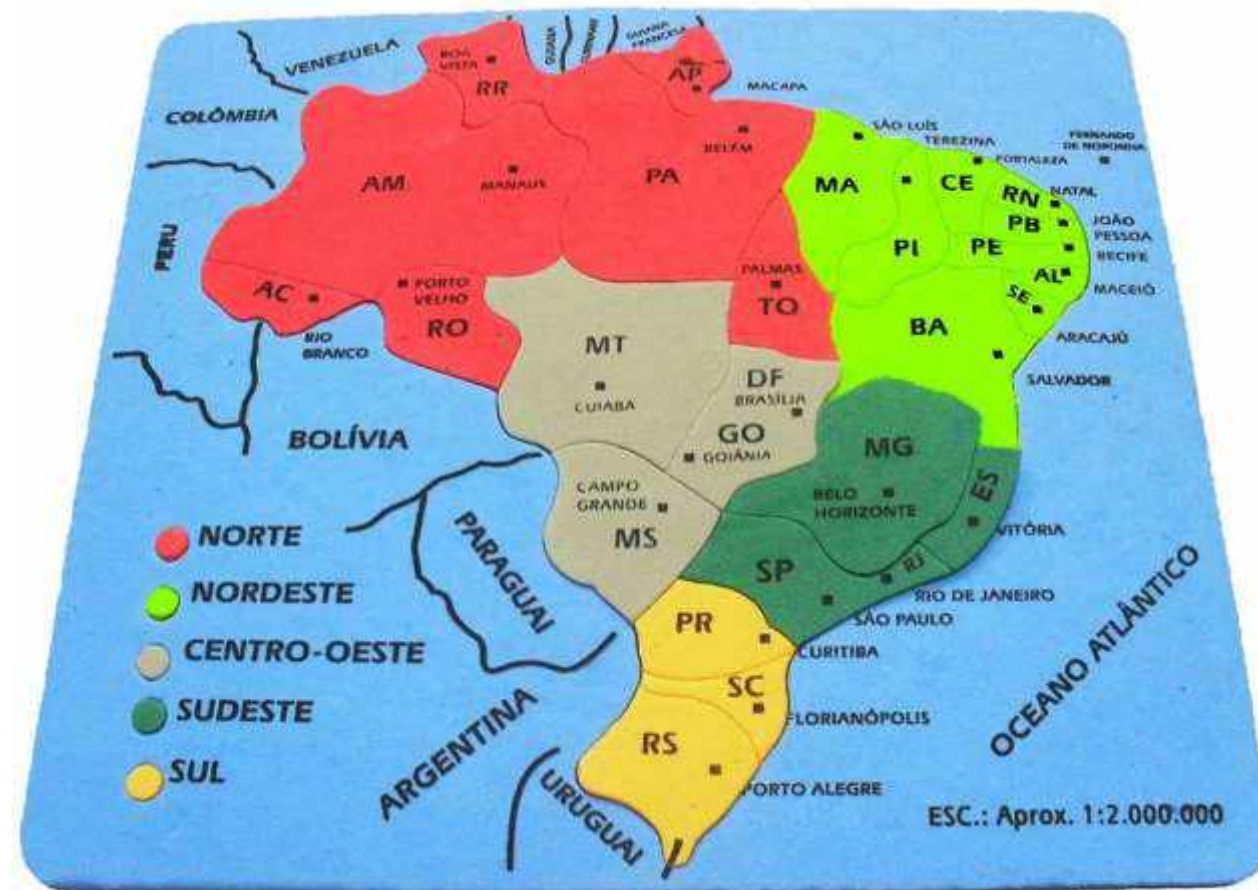 VENEZUELA
GUIANA
SURINAME
GUIANA
FRANCESA
COLÔMBIA
BOA
VISTA
RR
AP
MACAPA
BELÉM
AM
MANAUS
PA
SÃO LUÍS
TEREZINA
FORTALEZA
FERNANDO
DE NORONHA
MA
CE
RN
NATAL
PB
JOÃO
PESSOA
PI
PE
RECIFE
PERU
AC
RIO
BRANCO
PORTO
VELHO
RO
PALMAS
TO
AL
MACEIÓ
SE
ARACAJÚ
BA
SALVADOR
MT
CUIABA
DF
BRASÍLIA
GO
GOIÂNIA
BOLÍVIA
MG
BELO
HORIZONTE
ES
VITÓRIA
CAMPO
GRANDE
MS
PARAGUAI
SP
RJ
RIO DE JANEIRO
SÃO PAULO
NORTE
NORDESTE
CENTRO-OESTE
SUDESTE
SUL
PR
CURITIBA
SC
FLORIANÓPOLIS
RS
PORTO ALEGRE
ARGENTINA
URUGUAI
OCEANO ATLÂNTICO
ESC.: Aprox. 1:2.000.000